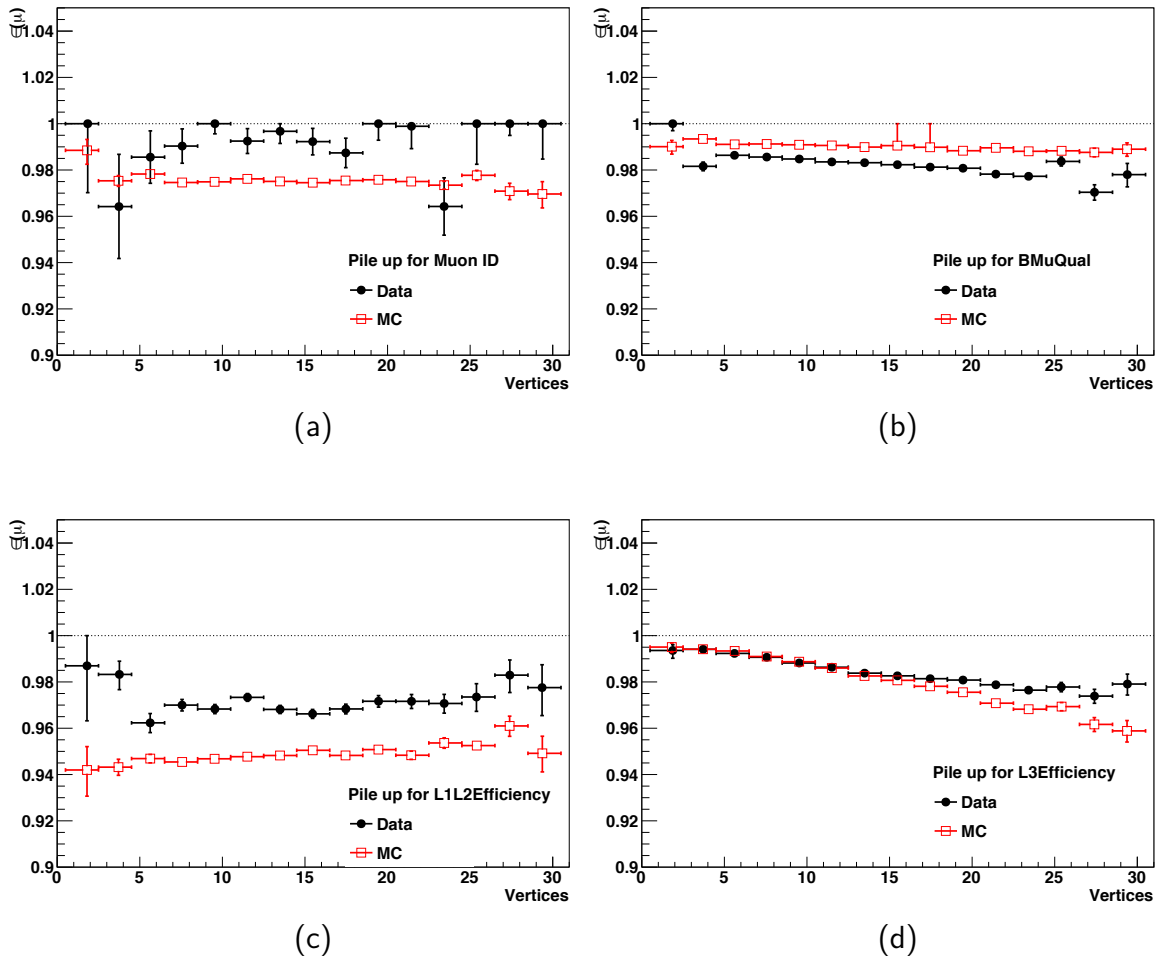 ∈(μ)
1.04
1.02
1
0.98
0.96
0.94
0.92
0.9
Pile up for Muon ID
Data
MC
0 5 10 15 20 25 30
Vertices
(a)
∈(μ)
1.04
1.02
1
0.98
0.96
0.94
0.92
0.9
Pile up for BMuQual
Data
MC
0 5 10 15 20 25 30
Vertices
(b)
∈(μ)
1.04
1.02
1
0.98
0.96
0.94
0.92
0.9
Pile up for L1L2Efficiency
Data
MC
0 5 10 15 20 25 30
Vertices
(c)
∈(μ)
1.04
1.02
1
0.98
0.96
0.94
0.92
0.9
Pile up for L3Efficiency
Data
MC
0 5 10 15 20 25 30
Vertices
(d)